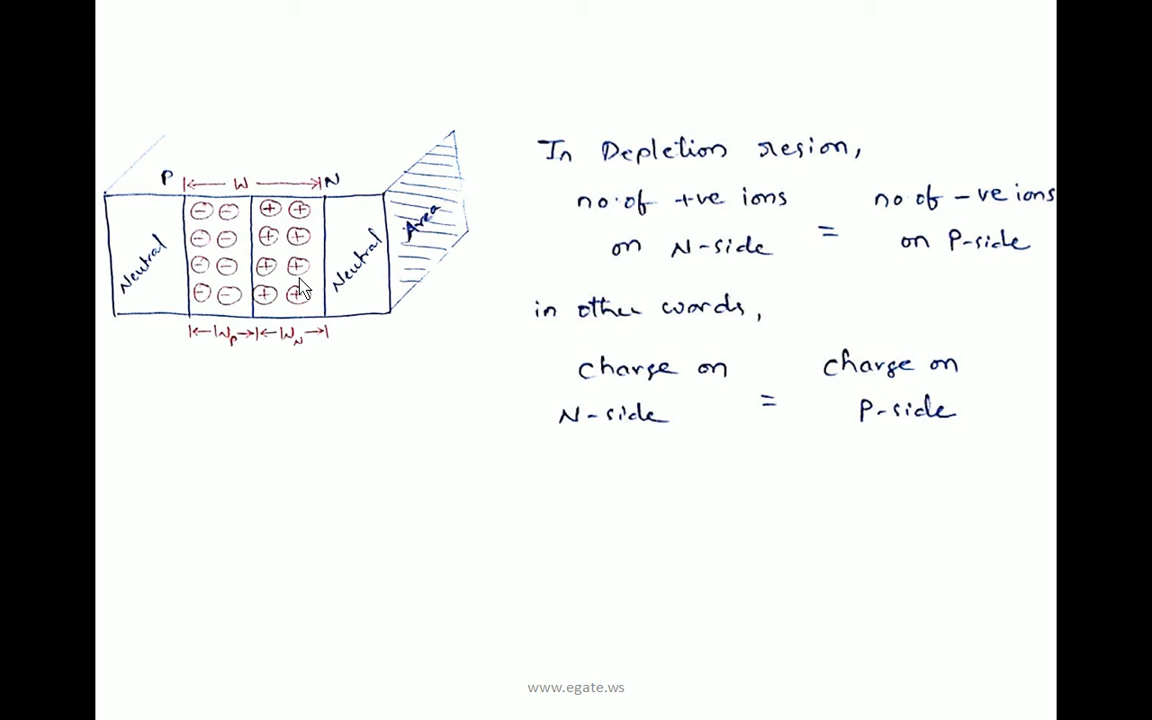 P |← W →| N
Neutral
− − + +
− − + +
− − + +
− − + +
Neutral
Area
|← Wp →|← WN →|
In Depletion region,
no. of +ve ions = no of -ve ions
on N-side on P-side
in other words,
charge on = charge on
N-side P-side
www.egate.ws